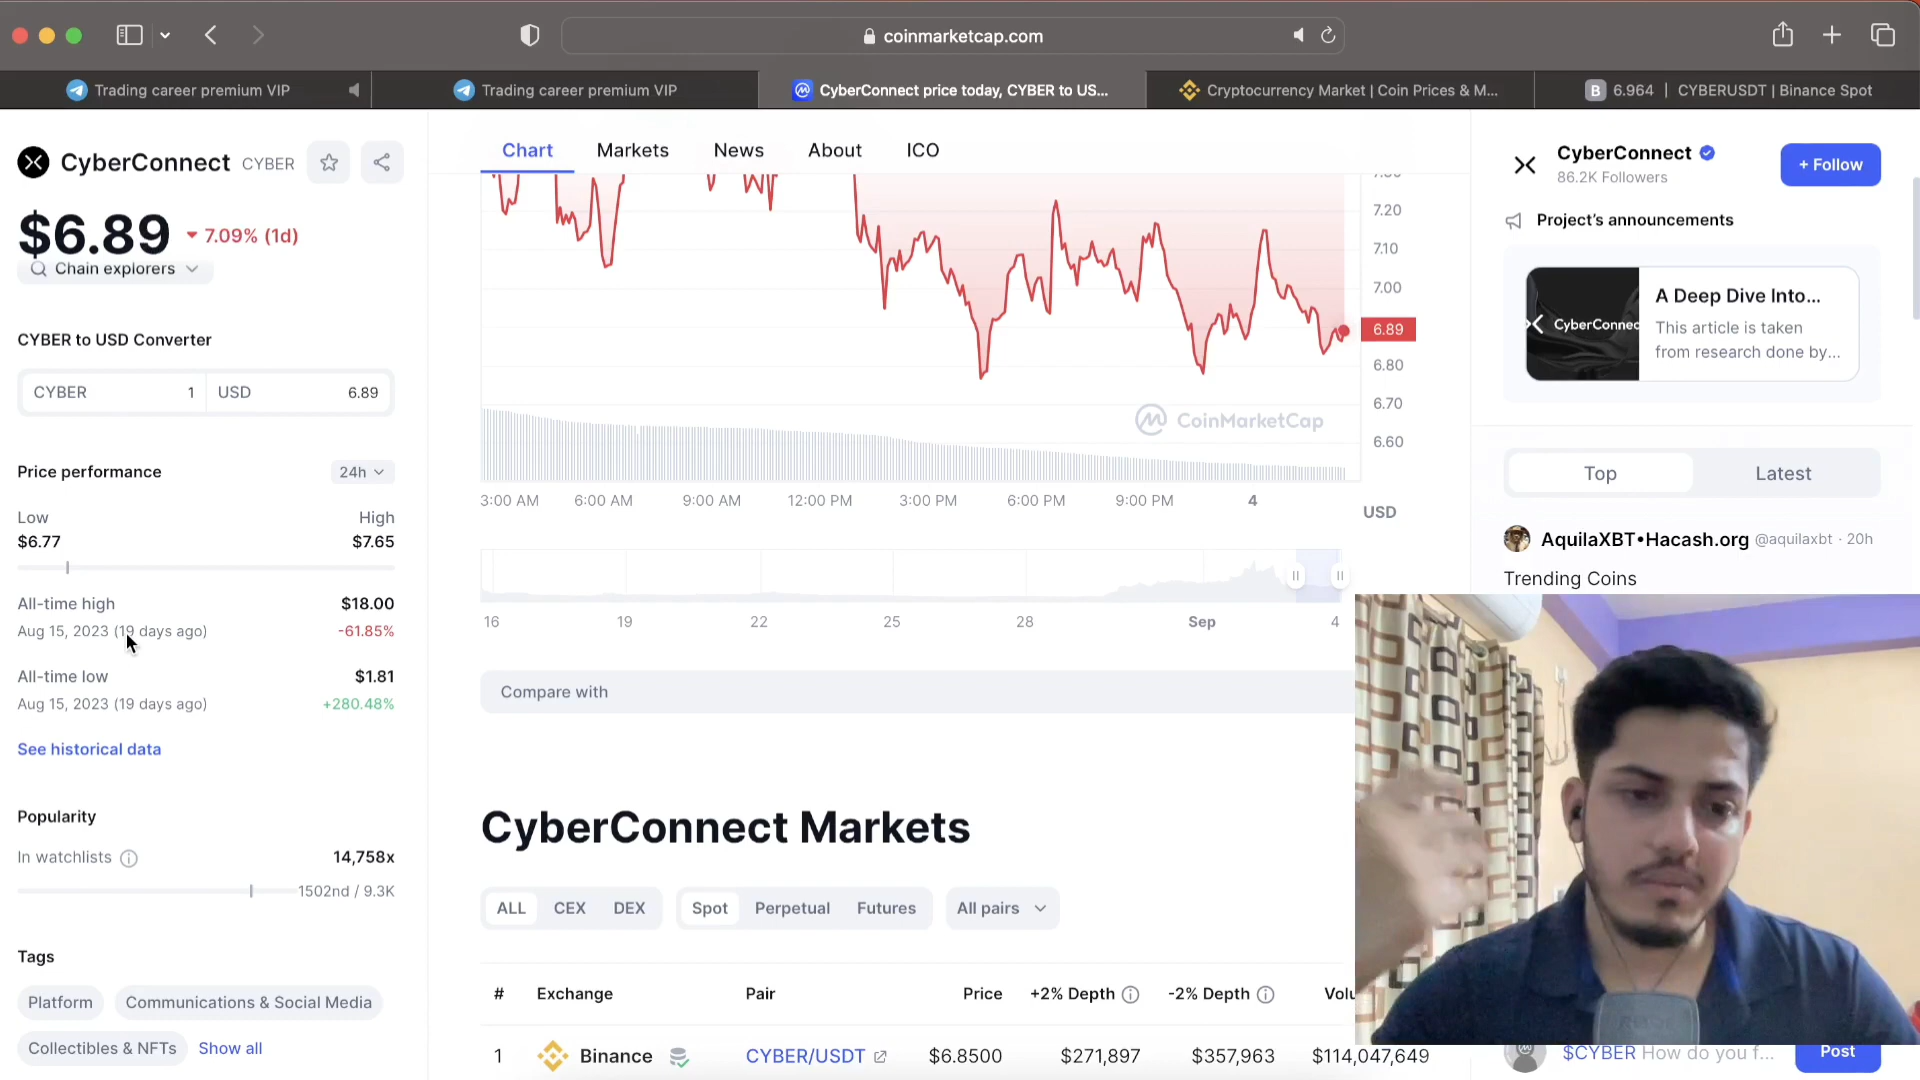 coinmarketcap.com
Trading career premium VIP
Trading career premium VIP
CyberConnect price today, CYBER to US...
Cryptocurrency Market | Coin Prices & M...
B 6.964 | CYBERUSDT | Binance Spot
CyberConnect CYBER
$6.89 7.09% (1d)
Chain explorers
CYBER to USD Converter
CYBER 1 USD 6.89
Price performance 24h
Low High
$6.77 $7.65
All-time high $18.00
Aug 15, 2023 (19 days ago) -61.85%
All-time low $1.81
Aug 15, 2023 (19 days ago) +280.48%
See historical data
Popularity
In watchlists 14,758x
1502nd / 9.3K
Tags
Platform Communications & Social Media
Collectibles & NFTs Show all
Chart Markets News About ICO
7.20
7.10
7.00
6.89
6.80
6.70
6.60
CoinMarketCap
3:00 AM 6:00 AM 9:00 AM 12:00 PM 3:00 PM 6:00 PM 9:00 PM 4
USD
16 19 22 25 28 Sep 4
Compare with
CyberConnect Markets
ALL CEX DEX Spot Perpetual Futures All pairs
# Exchange Pair Price +2% Depth -2% Depth
1 Binance CYBER/USDT $6.8500 $271,897 $357,963 $114,047,649
CyberConnect
86.2K Followers
+ Follow
Project's announcements
A Deep Dive Into...
This article is taken
from research done by...
Top Latest
AquilaXBT•Hacash.org @aquilaxbt · 20h
Trending Coins
$CYBER How do you f...
Post